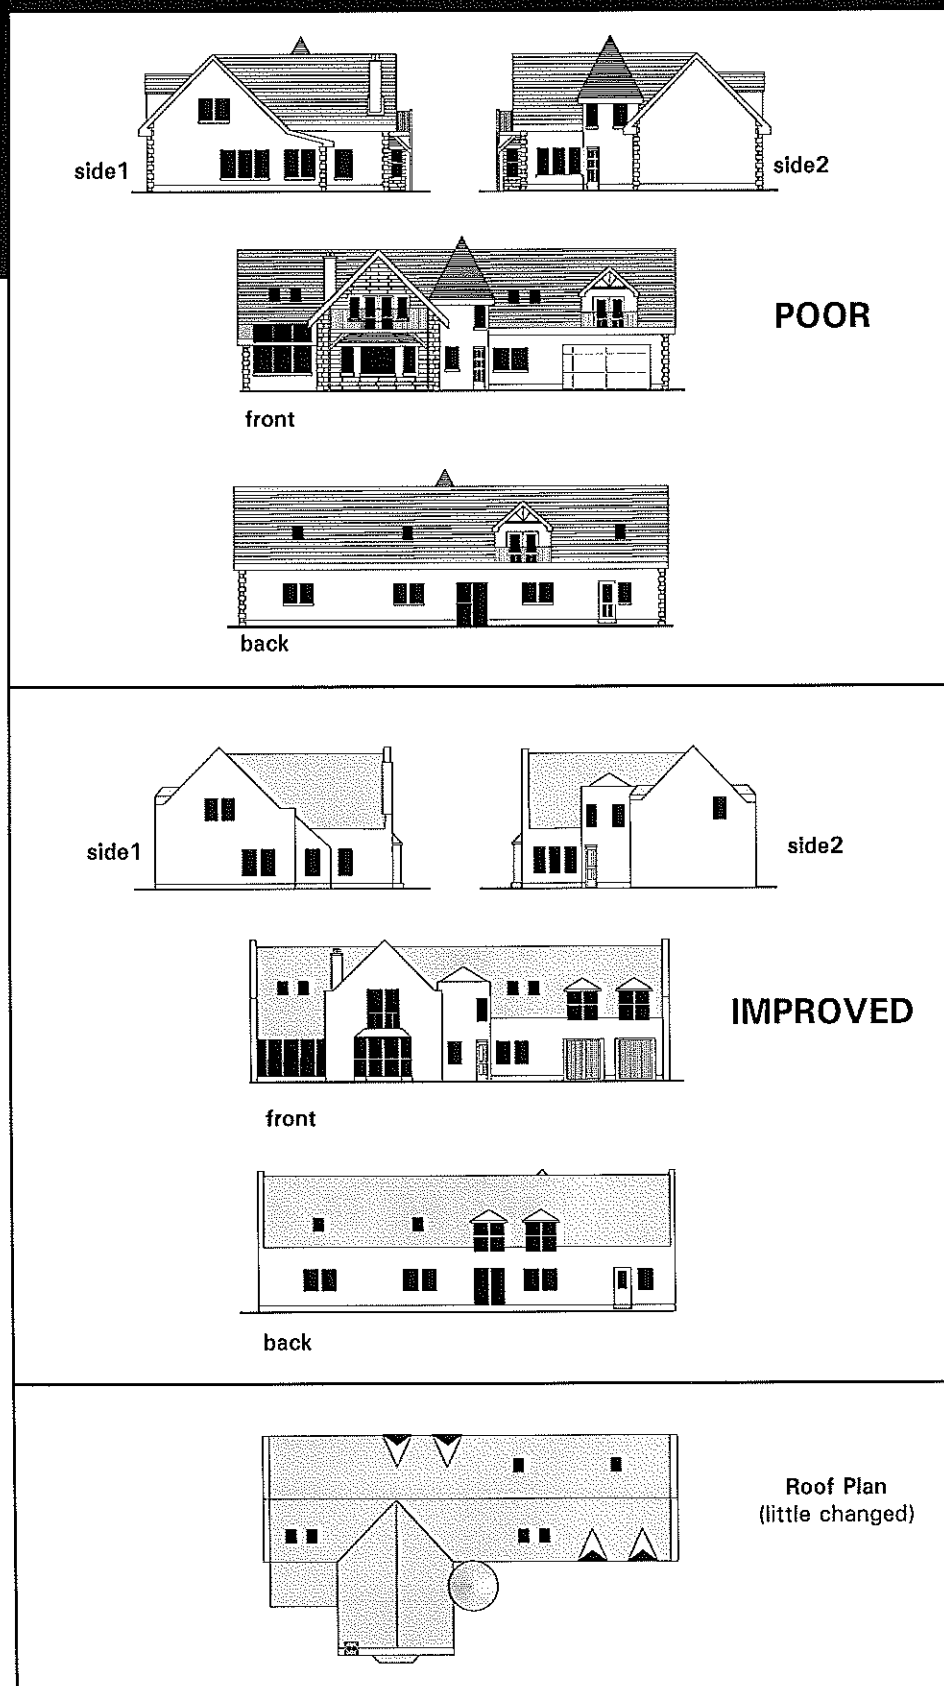 side1
side2
POOR
front
back
side1
side2
IMPROVED
front
back
Roof Plan
(little changed)